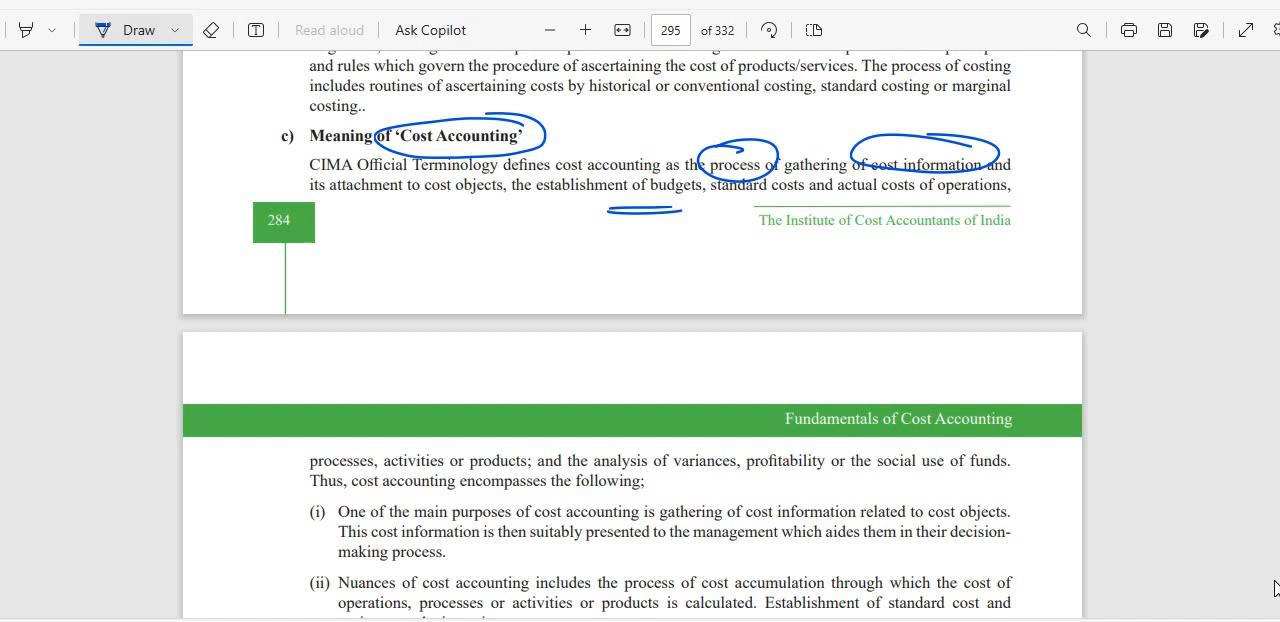 Draw
Read aloud
Ask Copilot
295 of 332
and rules which govern the procedure of ascertaining the cost of products/services. The process of costing
includes routines of ascertaining costs by historical or conventional costing, standard costing or marginal
costing..
c) Meaning of ‘Cost Accounting’
CIMA Official Terminology defines cost accounting as the process of gathering of cost information and
its attachment to cost objects, the establishment of budgets, standard costs and actual costs of operations,
284
The Institute of Cost Accountants of India
Fundamentals of Cost Accounting
processes, activities or products; and the analysis of variances, profitability or the social use of funds.
Thus, cost accounting encompasses the following;
(i) One of the main purposes of cost accounting is gathering of cost information related to cost objects.
This cost information is then suitably presented to the management which aides them in their decision-
making process.
(ii) Nuances of cost accounting includes the process of cost accumulation through which the cost of
operations, processes or activities or products is calculated. Establishment of standard cost and